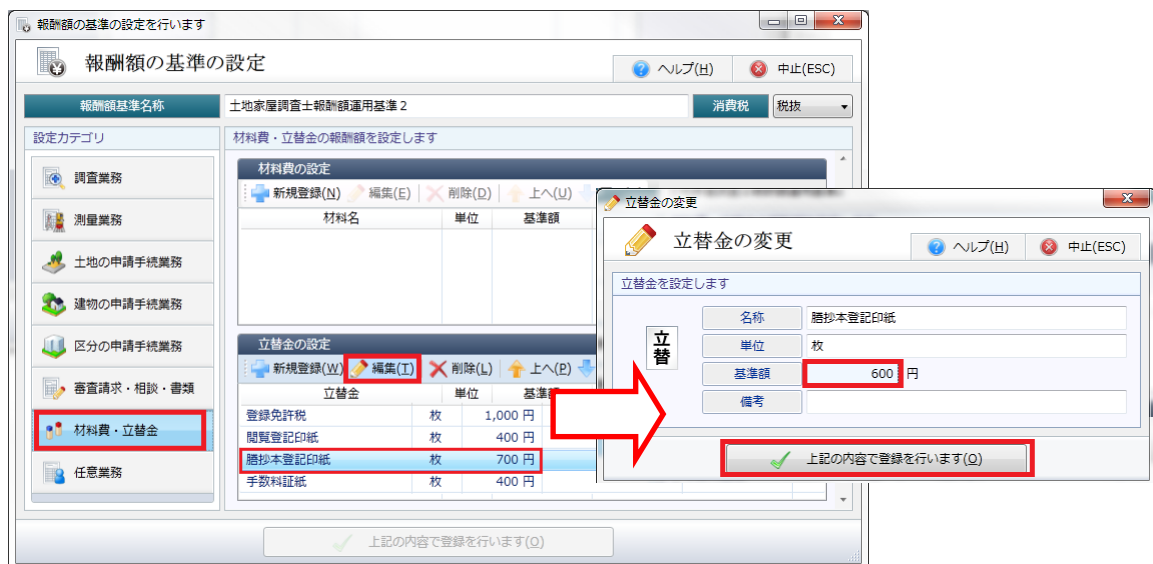 報酬額の基準の設定を行います
報酬額の基準の設定
ヘルプ(H) 中止(ESC)
報酬額基準名称 土地家屋調査士報酬額運用基準2 消費税 税抜
設定カテゴリ
調査業務
測量業務
土地の申請手続業務
建物の申請手続業務
区分の申請手続業務
審査請求・相談・書類
材料費・立替金
任意業務
材料費・立替金の報酬額を設定します
材料費の設定
新規登録(N) 編集(E) 削除(D) 上へ(U)
材料名 単位 基準額
立替金の設定
新規登録(W) 編集(T) 削除(L) 上へ(P)
立替金 単位 基準
登録免許税 枚 1,000 円
閲覧登記印紙 枚 400 円
謄抄本登記印紙 枚 700 円
手数料証紙 枚 400 円
上記の内容で登録を行います(O)
立替金の変更
立替金の変更
ヘルプ(H) 中止(ESC)
立替金を設定します
立替
名称 謄抄本登記印紙
単位 枚
基準額 600 円
備考
上記の内容で登録を行います(O)